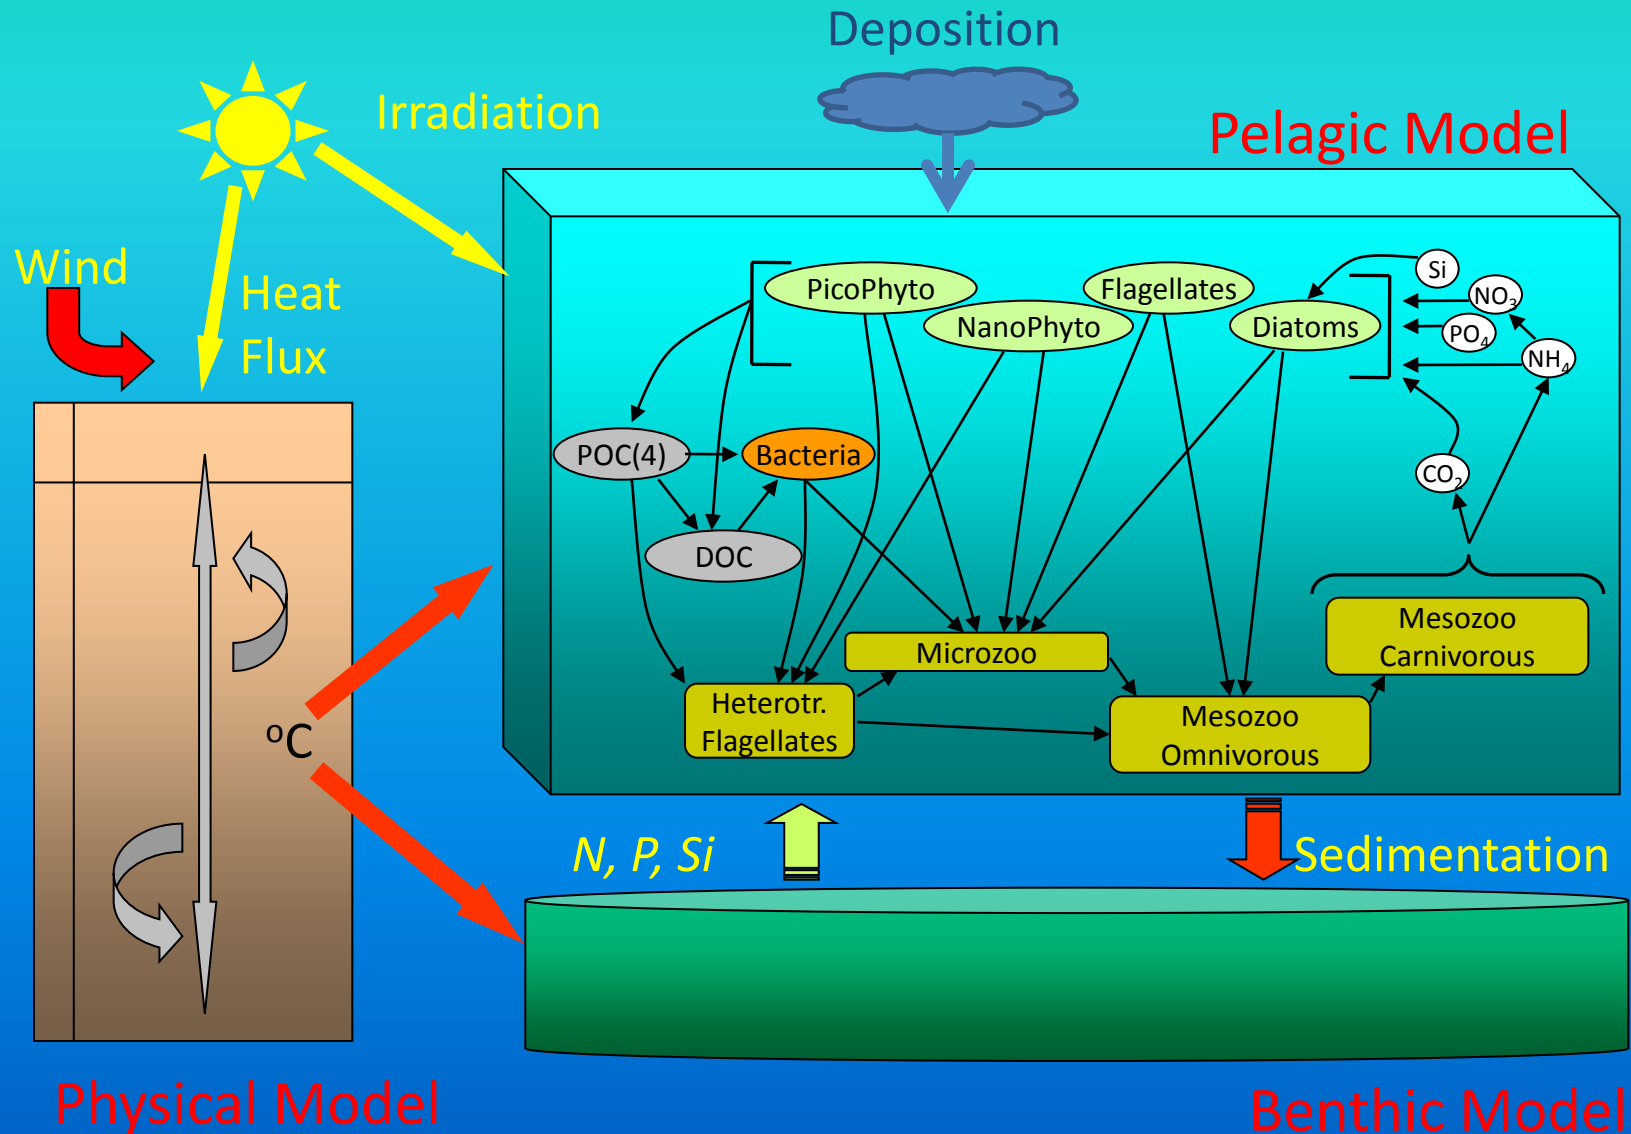 Deposition
Irradiation
Pelagic Model
Wind
Heat
Flux
Si
PicoPhyto
Flagellates
NO₃
NanoPhyto
Diatoms
PO₄
NH₄
POC(4)
Bacteria
CO₂
DOC
Mesozoo
Carnivorous
Microzoo
Heterotr.
Flagellates
Mesozoo
Omnivorous
ºC
N, P, Si
Sedimentation
Physical Model
Benthic Model